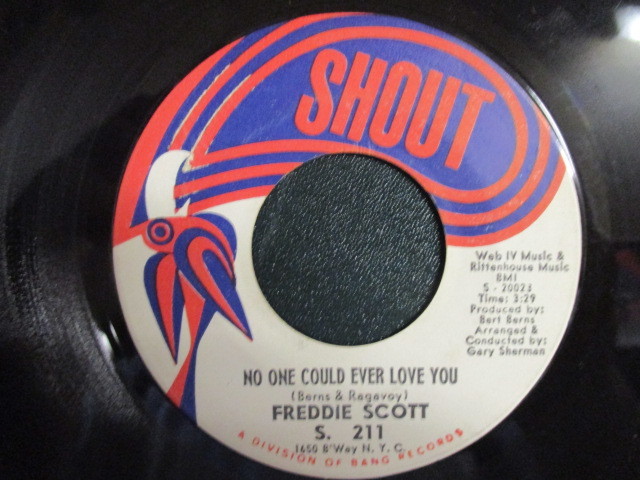 SHOUT
Web IV Music &
Rittenhouse Music
BMI
S - 20023
Time: 3:29
Produced by:
Bert Berns
Arranged &
Conducted by:
Gary Sherman
NO ONE COULD EVER LOVE YOU
(Berns & Ragavoy)
FREDDIE SCOTT
S. 211
1650 B'Way N. Y. C.
A DIVISION OF BANG RECORDS